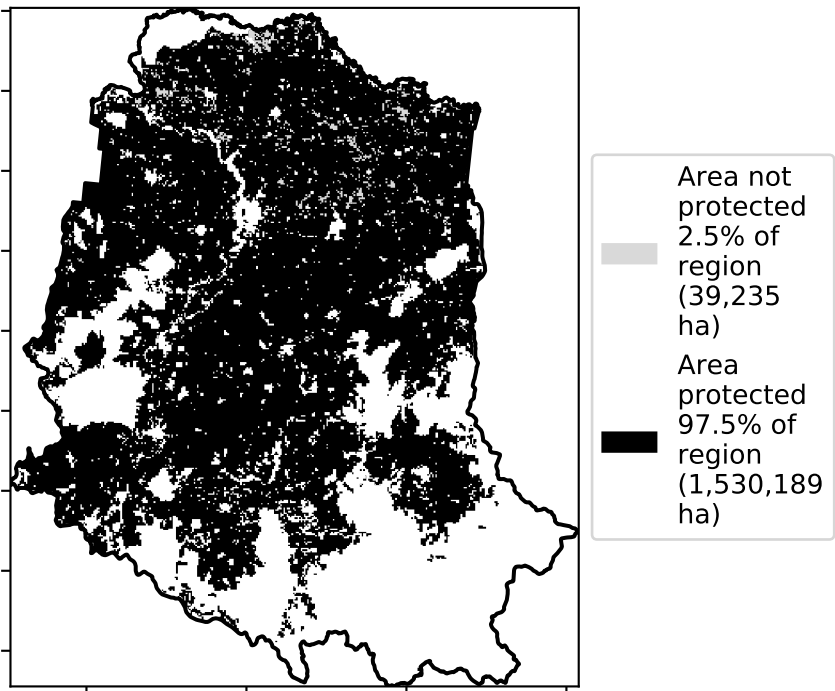 Area not
protected
2.5% of
region
(39,235
ha)
Area
protected
97.5% of
region
(1,530,189
ha)